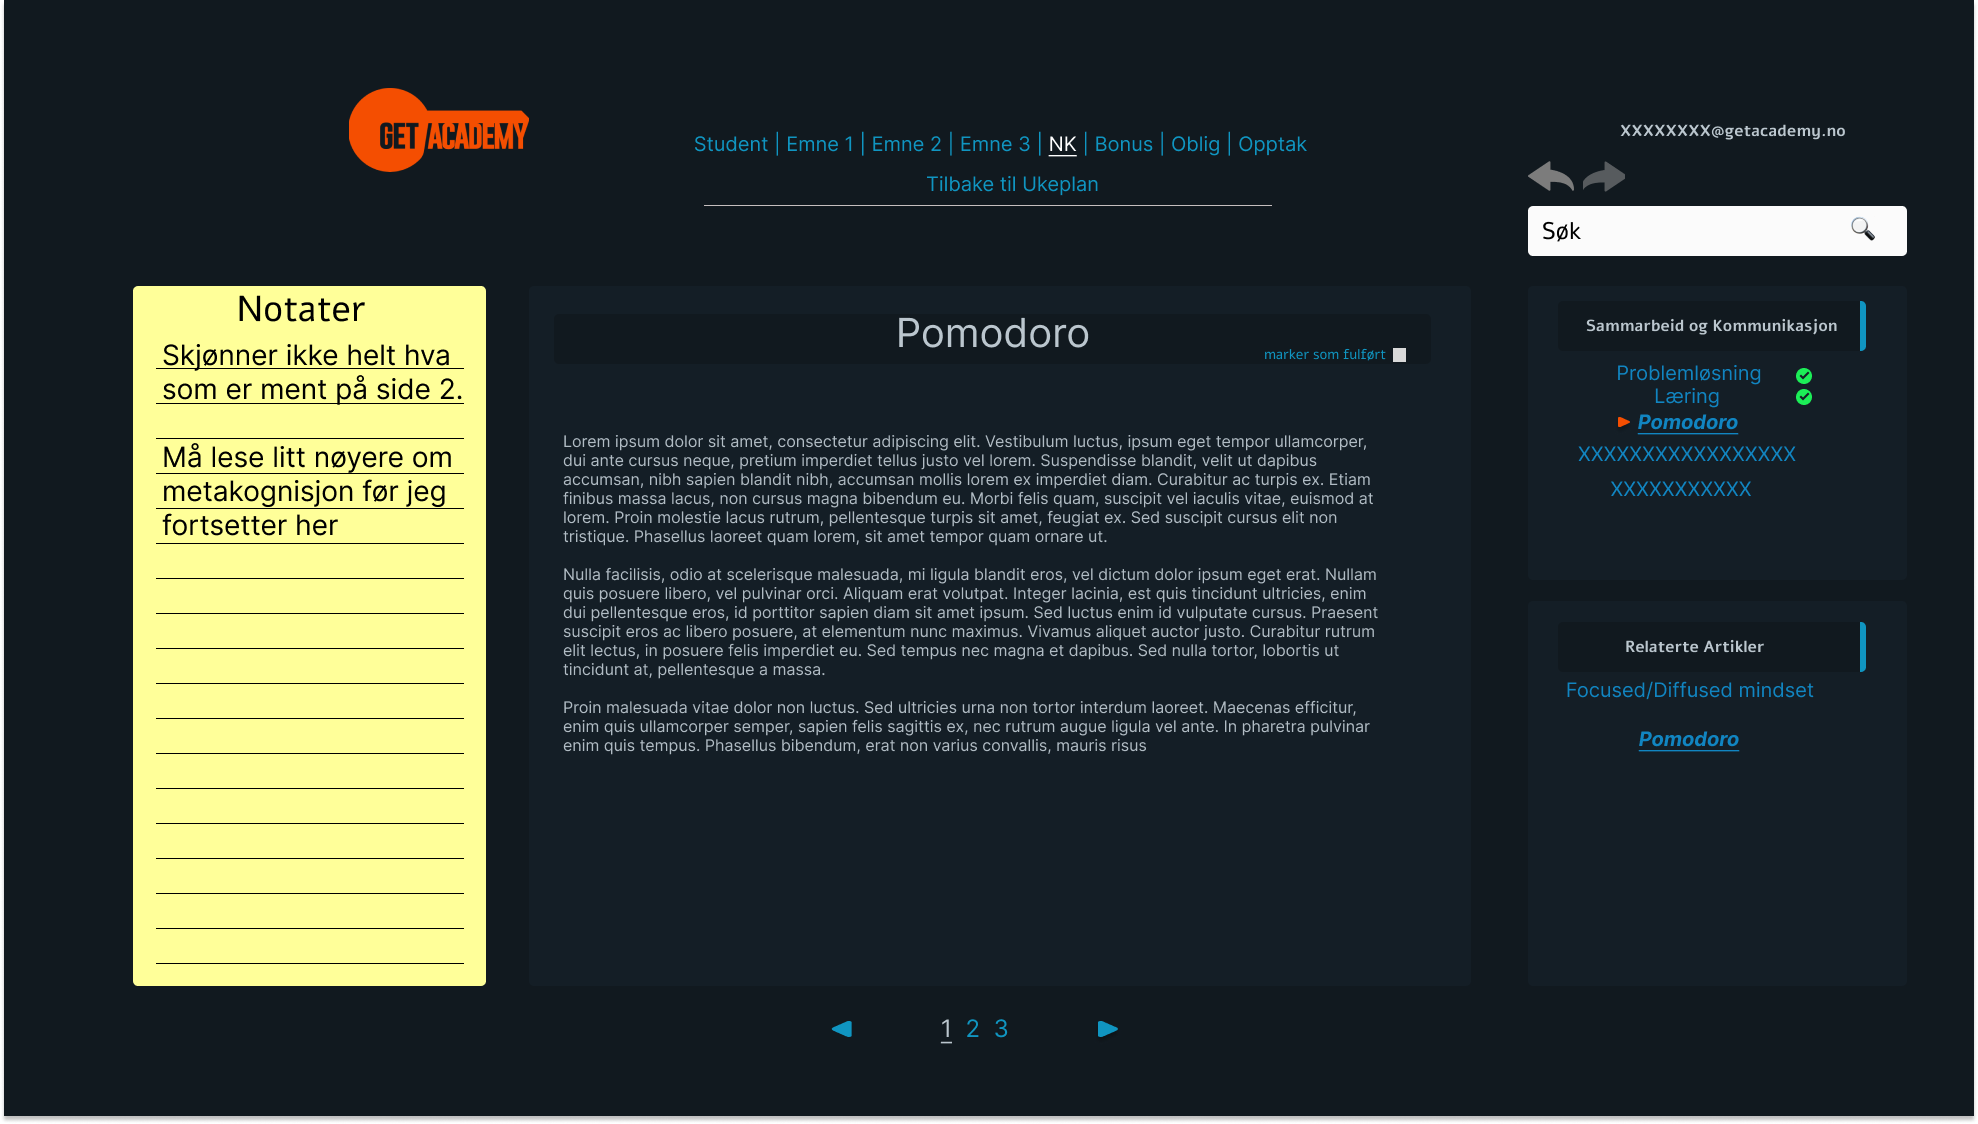 GET ACADEMY
Student | Emne 1 | Emne 2 | Emne 3 | NK | Bonus | Oblig | Opptak
Tilbake til Ukeplan
XXXXXXXX@getacademy.no
Søk
Notater
Skjønner ikke helt hva
som er ment på side 2.
Må lese litt nøyere om
metakognisjon før jeg
fortsetter her
Pomodoro
marker som fulført
Lorem ipsum dolor sit amet, consectetur adipiscing elit. Vestibulum luctus, ipsum eget tempor ullamcorper,
dui ante cursus neque, pretium imperdiet tellus justo vel lorem. Suspendisse blandit, velit ut dapibus
accumsan, nibh sapien blandit nibh, accumsan mollis lorem ex imperdiet diam. Curabitur ac turpis ex. Etiam
finibus massa lacus, non cursus magna bibendum eu. Morbi felis quam, suscipit vel iaculis vitae, euismod at
lorem. Proin molestie lacus rutrum, pellentesque turpis sit amet, feugiat ex. Sed suscipit cursus elit non
tristique. Phasellus laoreet quam lorem, sit amet tempor quam ornare ut.
Nulla facilisis, odio at scelerisque malesuada, mi ligula blandit eros, vel dictum dolor ipsum eget erat. Nullam
quis posuere libero, vel pulvinar orci. Aliquam erat volutpat. Integer lacinia, est quis tincidunt ultricies, enim
dui pellentesque eros, id porttitor sapien diam sit amet ipsum. Sed luctus enim id vulputate cursus. Praesent
suscipit eros ac libero posuere, at elementum nunc maximus. Vivamus aliquet auctor justo. Curabitur rutrum
elit lectus, in posuere felis imperdiet eu. Sed tempus nec magna et dapibus. Sed nulla tortor, lobortis ut
tincidunt at, pellentesque a massa.
Proin malesuada vitae dolor non luctus. Sed ultricies urna non tortor interdum laoreet. Maecenas efficitur,
enim quis ullamcorper semper, sapien felis sagittis ex, nec rutrum augue ligula vel ante. In pharetra pulvinar
enim quis tempus. Phasellus bibendum, erat non varius convallis, mauris risus
1 2 3
Sammarbeid og Kommunikasjon
Problemløsning
Læring
Pomodoro
XXXXXXXXXXXXXXXXX
XXXXXXXXXXX
Relaterte Artikler
Focused/Diffused mindset
Pomodoro